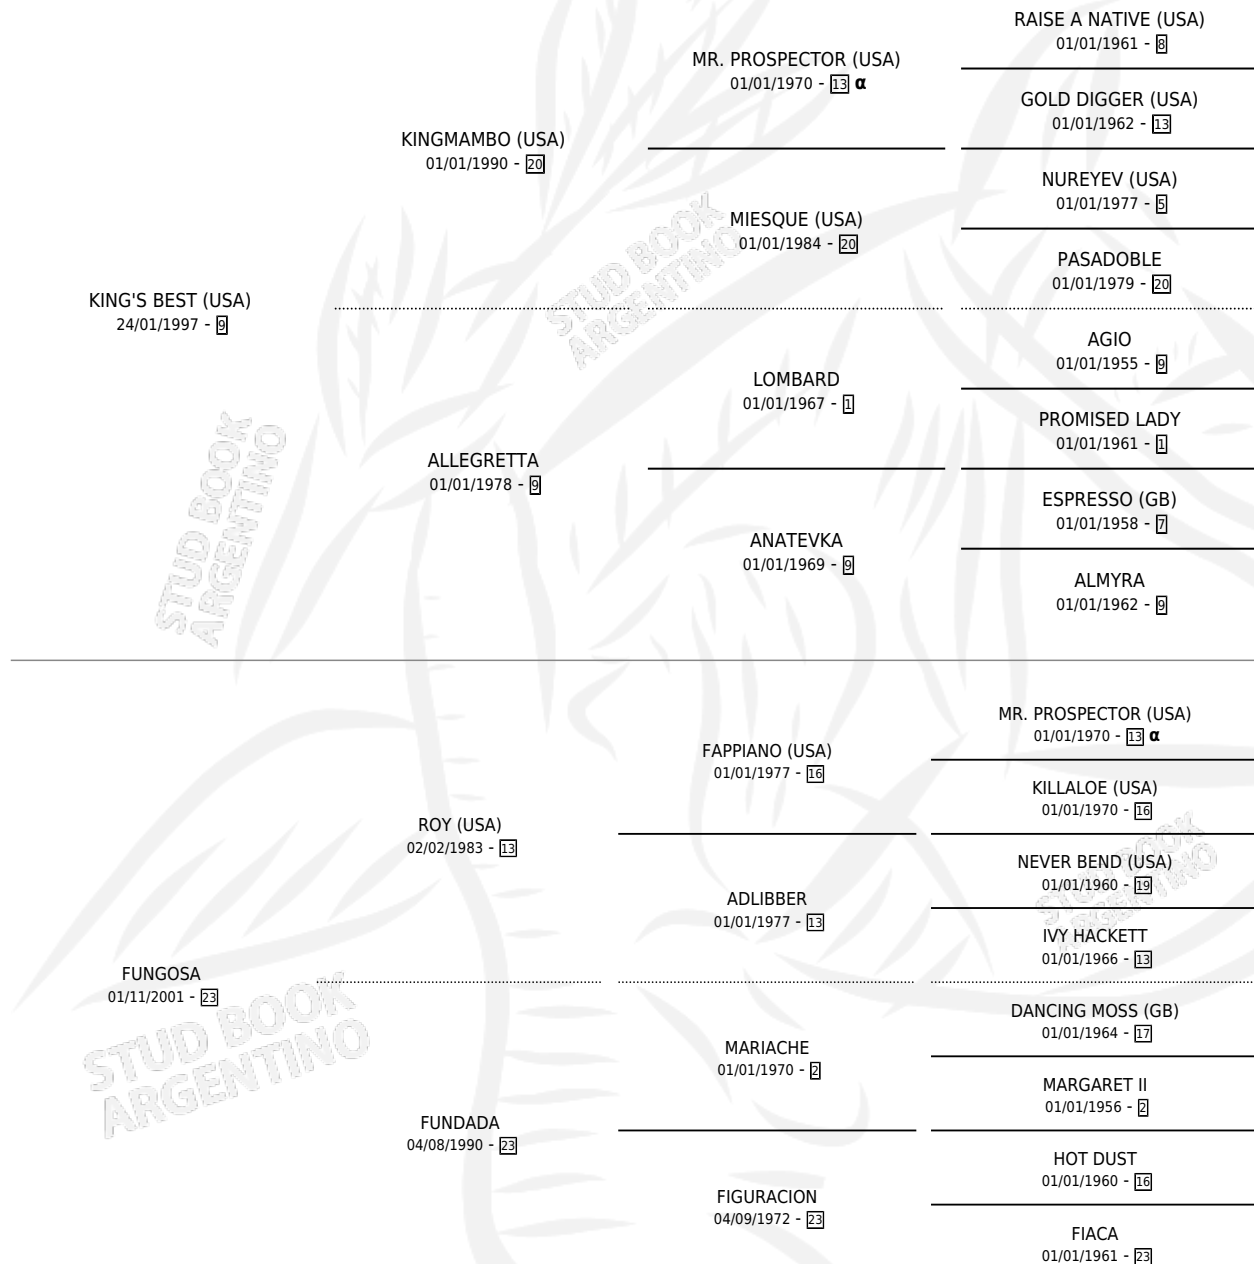 RAISE A NATIVE (USA)
01/01/1961 - 8
MR. PROSPECTOR (USA)
01/01/1970 - 13 α
GOLD DIGGER (USA)
01/01/1962 - 13
KINGMAMBO (USA)
01/01/1990 - 20
NUREYEV (USA)
01/01/1977 - 5
MIESQUE (USA)
01/01/1984 - 20
PASADOBLE
01/01/1979 - 20
KING'S BEST (USA)
24/01/1997 - 9
AGIO
01/01/1955 - 9
LOMBARD
01/01/1967 - 1
PROMISED LADY
01/01/1961 - 1
ALLEGRETTA
01/01/1978 - 9
ESPRESSO (GB)
01/01/1958 - 7
ANATEVKA
01/01/1969 - 9
ALMYRA
01/01/1962 - 9
MR. PROSPECTOR (USA)
01/01/1970 - 13 α
FAPPIANO (USA)
01/01/1977 - 16
KILLALOE (USA)
01/01/1970 - 16
ROY (USA)
02/02/1983 - 13
NEVER BEND (USA)
01/01/1960 - 19
ADLIBBER
01/01/1977 - 13
IVY HACKETT
01/01/1966 - 13
FUNGOSA
01/11/2001 - 23
DANCING MOSS (GB)
01/01/1964 - 17
MARIACHE
01/01/1970 - 2
MARGARET II
01/01/1956 - 2
FUNDADA
04/08/1990 - 23
HOT DUST
01/01/1960 - 16
FIGURACION
04/09/1972 - 23
FIACA
01/01/1961 - 23
STUD BOOK
ARGENTINO
STUD BOOK
ARGENTINO
STUD BOOK
ARGENTINO
STUD BOOK
ARGENTINO